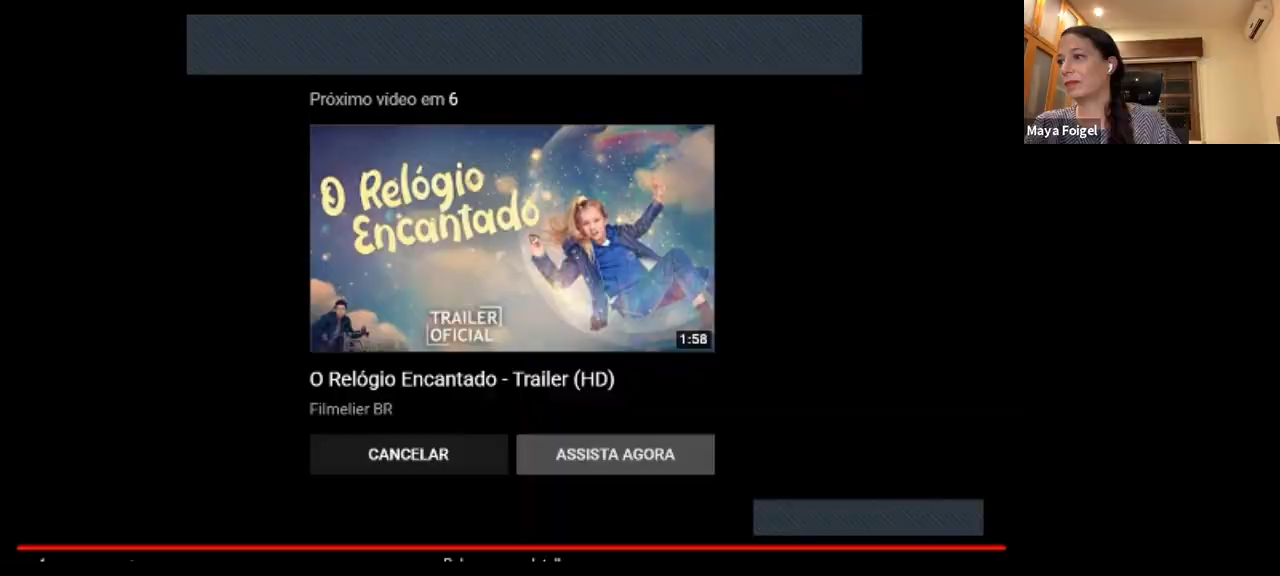 Próximo vídeo em 6
O Relógio
Encantado
TRAILER
OFICIAL
1:58
O Relógio Encantado - Trailer (HD)
Filmelier BR
CANCELAR
ASSISTA AGORA
Maya Foigel